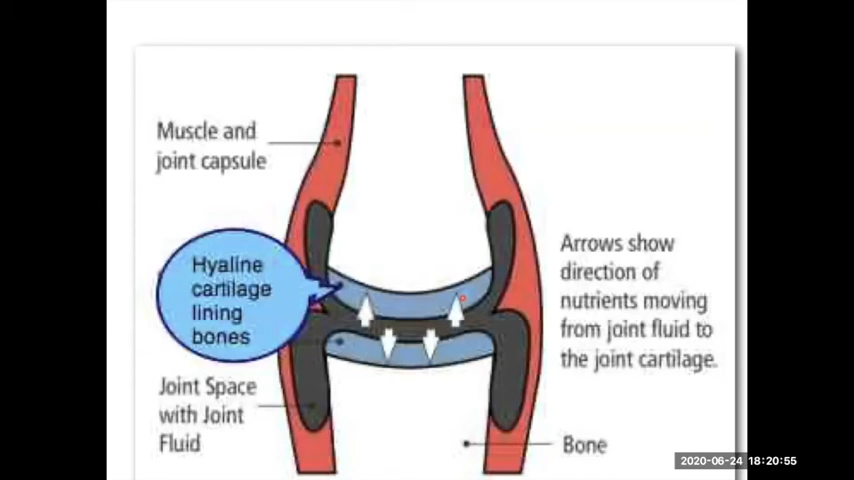 Muscle and
joint capsule
Hyaline
cartilage
lining
bones
Arrows show
direction of
nutrients moving
from joint fluid to
the joint cartilage.
Joint Space
with Joint
Fluid
Bone
2020-06-24 18:20:55